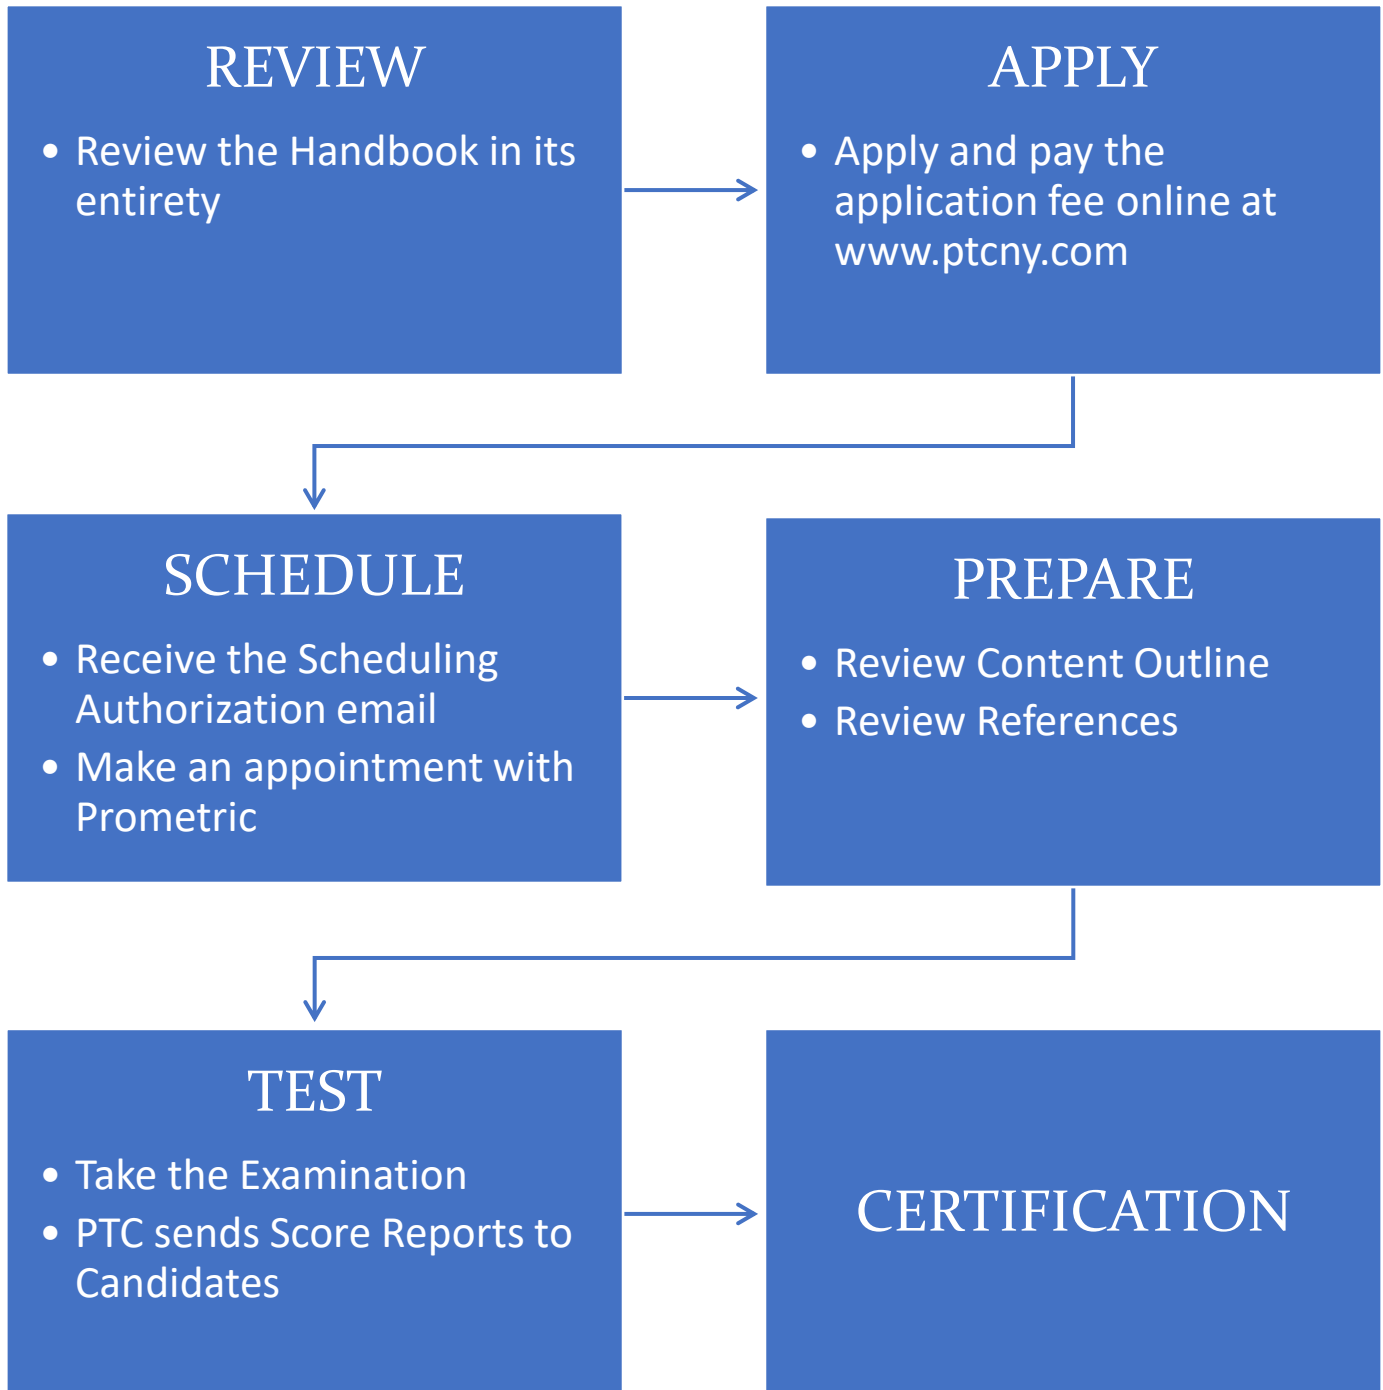 REVIEW
• Review the Handbook in its
entirety
APPLY
• Apply and pay the
application fee online at
www.ptcny.com
SCHEDULE
• Receive the Scheduling
Authorization email
• Make an appointment with
Prometric
PREPARE
• Review Content Outline
• Review References
TEST
• Take the Examination
• PTC sends Score Reports to
Candidates
CERTIFICATION